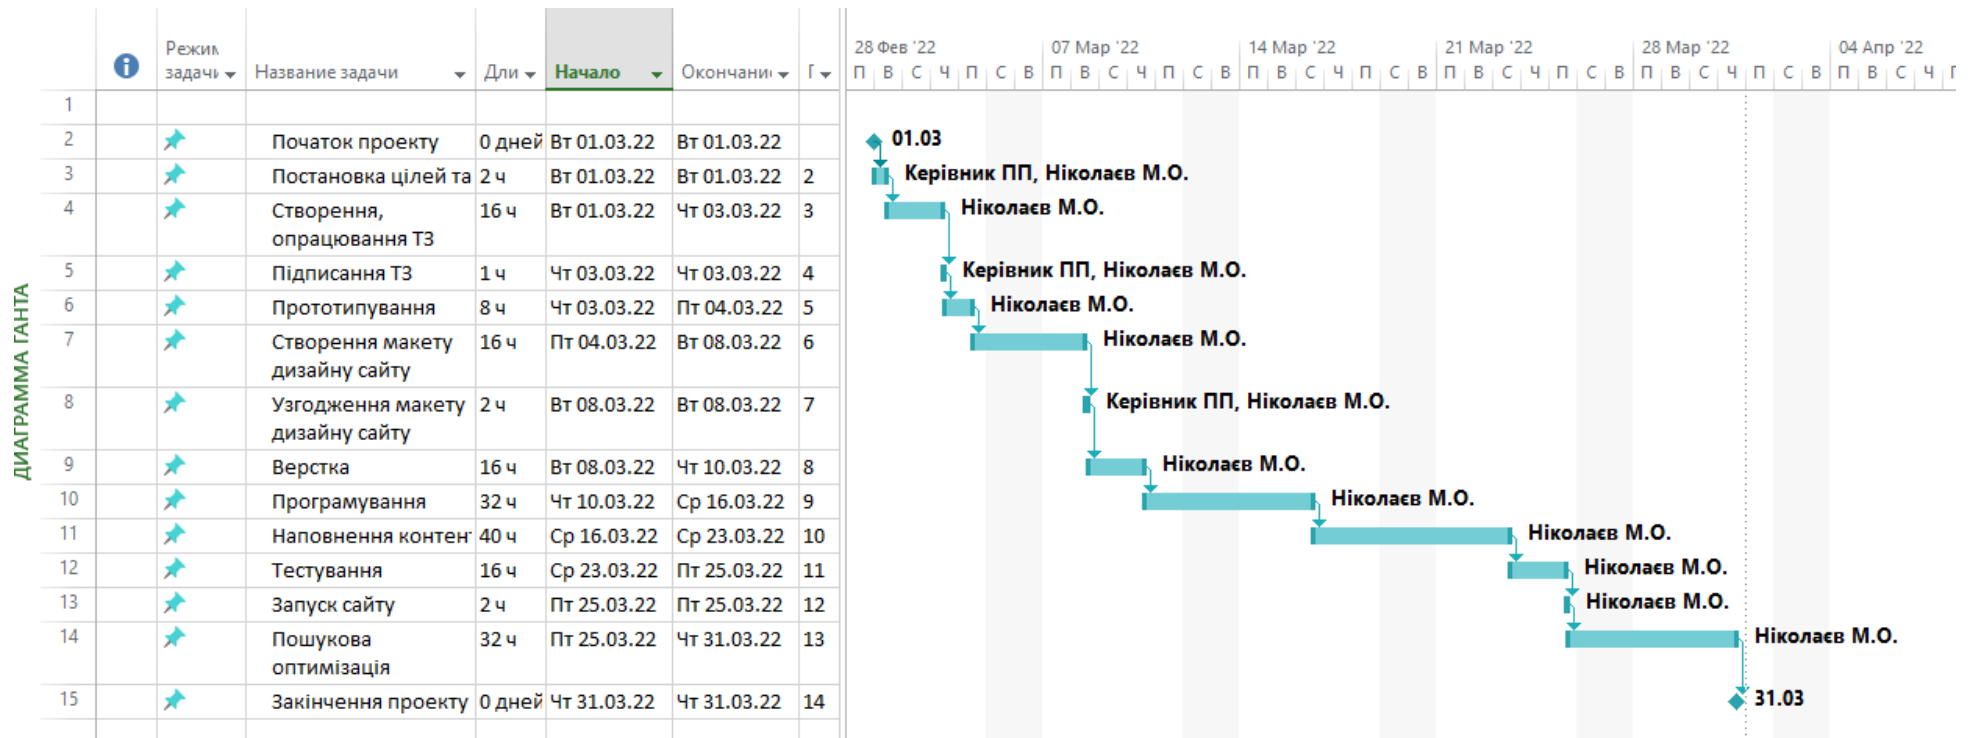 ДИАГРАММА ГАНТА
Режим задачи Название задачи Дли Начало Окончани П
28 Фев '22 07 Мар '22 14 Мар '22 21 Мар '22 28 Мар '22 04 Апр '22
П В С Ч П С В П В С Ч П С В П В С Ч П С В П В С Ч П С В П В С Ч П С В П В С Ч П
1
2 Початок проекту 0 дней Вт 01.03.22 Вт 01.03.22 01.03
3 Постановка цілей та 2 ч Вт 01.03.22 Вт 01.03.22 2 Керівник ПП, Ніколаєв М.О.
4 Створення, 16 ч Вт 01.03.22 Чт 03.03.22 3 Ніколаєв М.О.
опрацювання ТЗ
5 Підписання ТЗ 1 ч Чт 03.03.22 Чт 03.03.22 4 Керівник ПП, Ніколаєв М.О.
6 Прототипування 8 ч Чт 03.03.22 Пт 04.03.22 5 Ніколаєв М.О.
7 Створення макету 16 ч Пт 04.03.22 Вт 08.03.22 6 Ніколаєв М.О.
дизайну сайту
8 Узгодження макету 2 ч Вт 08.03.22 Вт 08.03.22 7 Керівник ПП, Ніколаєв М.О.
дизайну сайту
9 Верстка 16 ч Вт 08.03.22 Чт 10.03.22 8 Ніколаєв М.О.
10 Програмування 32 ч Чт 10.03.22 Ср 16.03.22 9 Ніколаєв М.О.
11 Наповнення контен 40 ч Ср 16.03.22 Ср 23.03.22 10 Ніколаєв М.О.
12 Тестування 16 ч Ср 23.03.22 Пт 25.03.22 11 Ніколаєв М.О.
13 Запуск сайту 2 ч Пт 25.03.22 Пт 25.03.22 12 Ніколаєв М.О.
14 Пошукова 32 ч Пт 25.03.22 Чт 31.03.22 13 Ніколаєв М.О.
оптимізація
15 Закінчення проекту 0 дней Чт 31.03.22 Чт 31.03.22 14 31.03